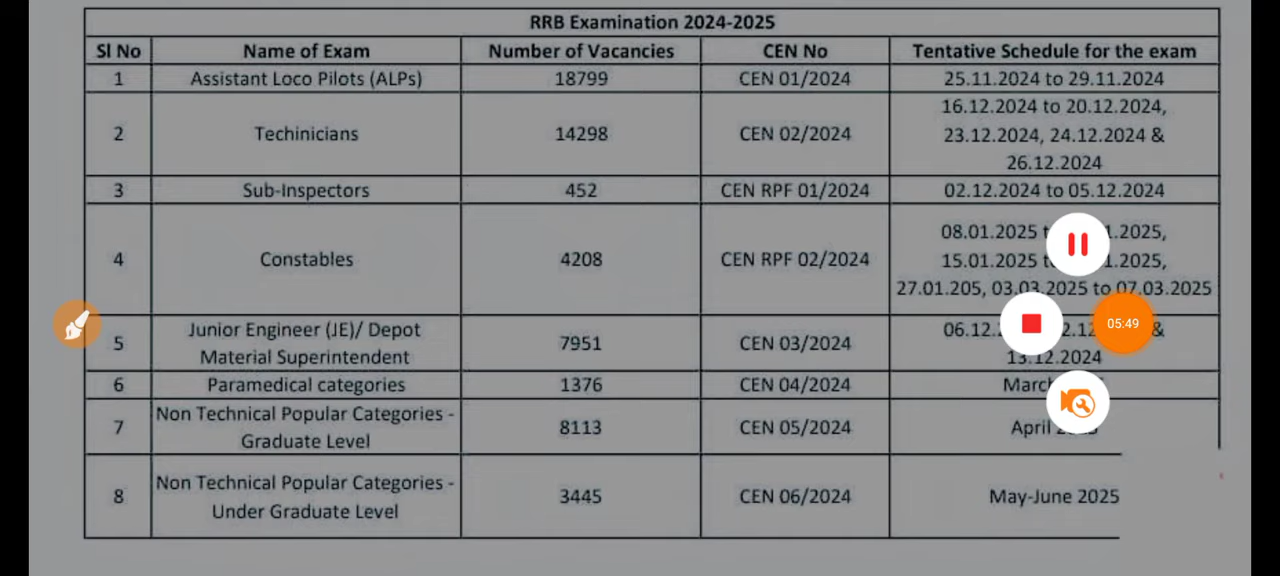 RRB Examination 2024-2025
Sl No Name of Exam Number of Vacancies CEN No Tentative Schedule for the exam
1 Assistant Loco Pilots (ALPs) 18799 CEN 01/2024 25.11.2024 to 29.11.2024
2 Techinicians 14298 CEN 02/2024 16.12.2024 to 20.12.2024,
23.12.2024, 24.12.2024 &
26.12.2024
3 Sub-Inspectors 452 CEN RPF 01/2024 02.12.2024 to 05.12.2024
4 Constables 4208 CEN RPF 02/2024 08.01.2025
15.01.2025
27.01.205, 03.03.2025 to 07.03.2025
5 Junior Engineer (JE)/ Depot
Material Superintendent 7951 CEN 03/2024 &
13.12.2024
05:49
6 Paramedical categories 1376 CEN 04/2024
7 Non Technical Popular Categories -
Graduate Level 8113 CEN 05/2024 April
8 Non Technical Popular Categories -
Under Graduate Level 3445 CEN 06/2024 May-June 2025